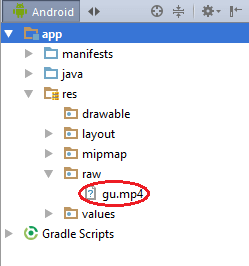 Android
app
manifests
java
res
drawable
layout
mipmap
raw
gu.mp4
values
Gradle Scripts